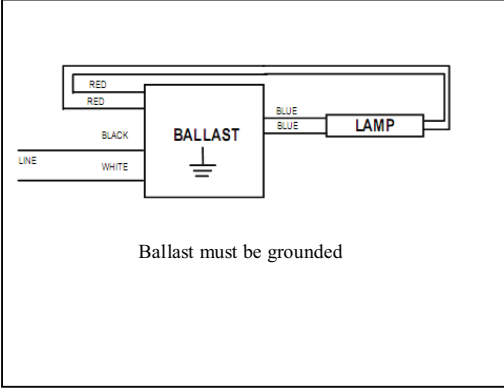 RED
RED
BLUE
BLUE
LAMP
BLACK
BALLAST
LINE
WHITE
Ballast must be grounded